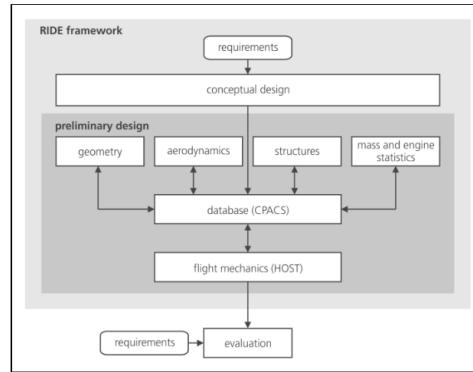 RIDE framework
requirements
conceptual design
preliminary design
geometry
aerodynamics
structures
mass and engine
statistics
database (CPACS)
flight mechanics (HOST)
requirements
evaluation